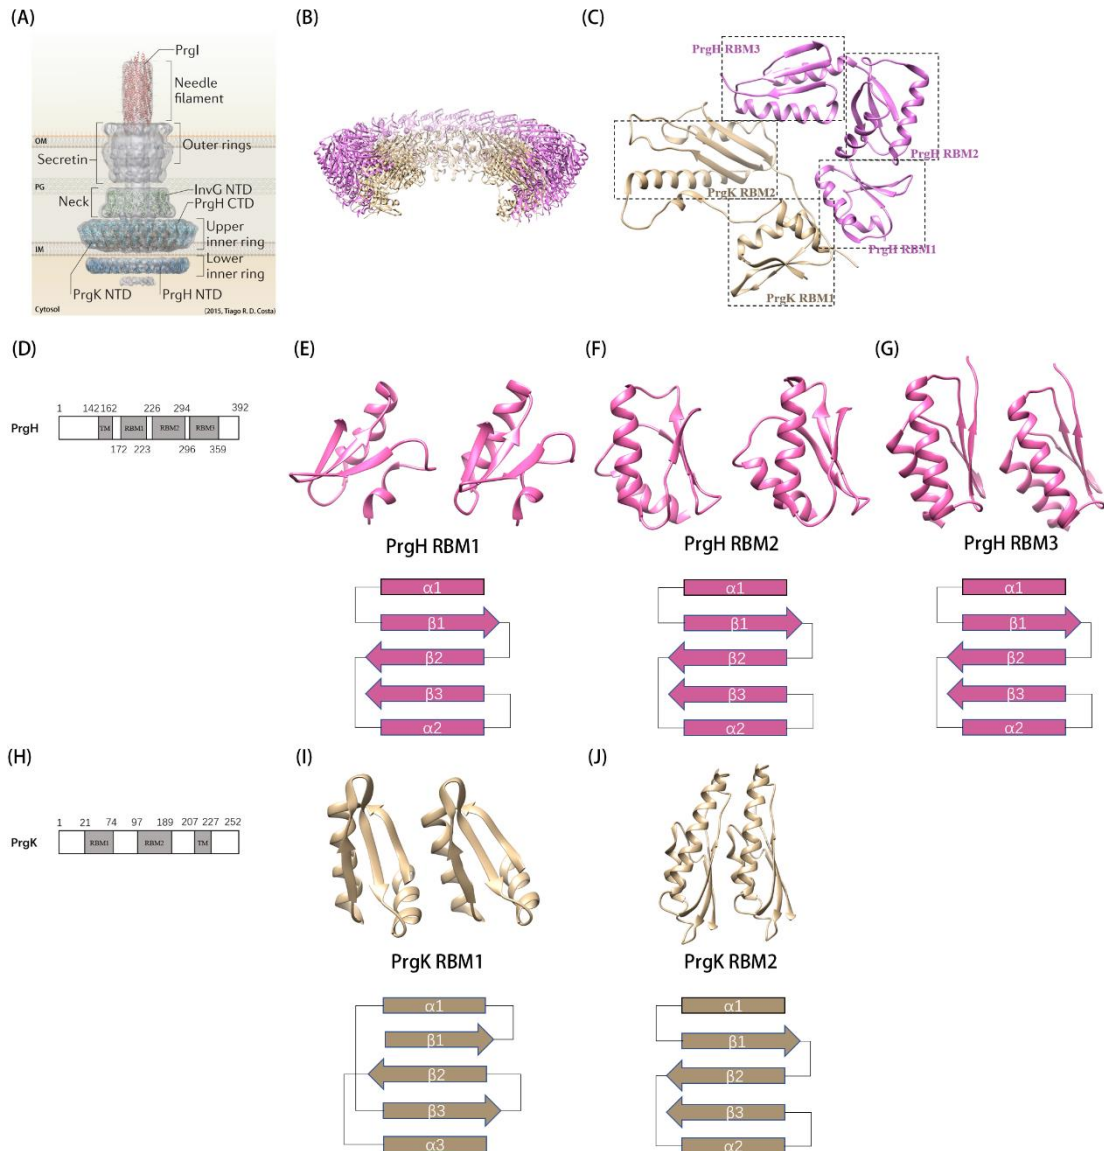 (A)
PrgI
Needle
filament
OM
Secretin
Outer rings
PG
Neck
InvG NTD
PrgH CTD
Upper
inner ring
IM
Lower
inner ring
PrgK NTD
PrgH NTD
Cytosol
(2015, Tiago R. D. Costa)
(B)
(C)
PrgH RBM3
PrgH RBM2
PrgK RBM2
PrgH RBM1
PrgK RBM1
(D)
1 142 162 226 294 392
PrgH
TM RBM1 RBM2 RBM3
172 223 296 359
(E)
PrgH RBM1
α1
β1
β2
β3
α2
(F)
PrgH RBM2
α1
β1
β2
β3
α2
(G)
PrgH RBM3
α1
β1
β2
β3
α2
(H)
1 21 74 97 189 207 227 252
PrgK
RBM1 RBM2 TM
(I)
PrgK RBM1
α1
β1
β2
β3
α3
(J)
PrgK RBM2
α1
β1
β2
β3
α2